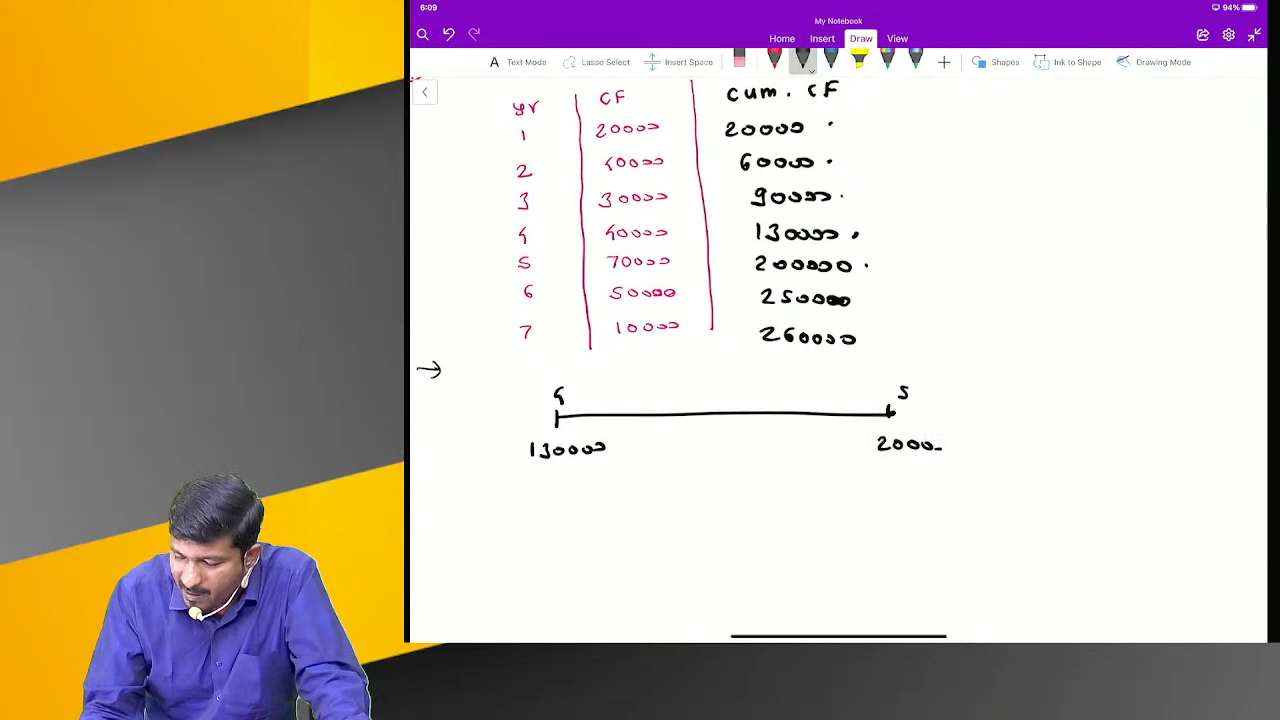 6:09
94%
My Notebook
Home Insert Draw View
Text Mode Lasse Select Insert Space Shapes Ink to Shape Drawing Mode
yr CF cum. CF
1 20000 20000
2 40000 60000
3 30000 90000
4 40000 130000
5 70000 200000
6 50000 250000
7 10000 260000
→
4 5
130000 20000